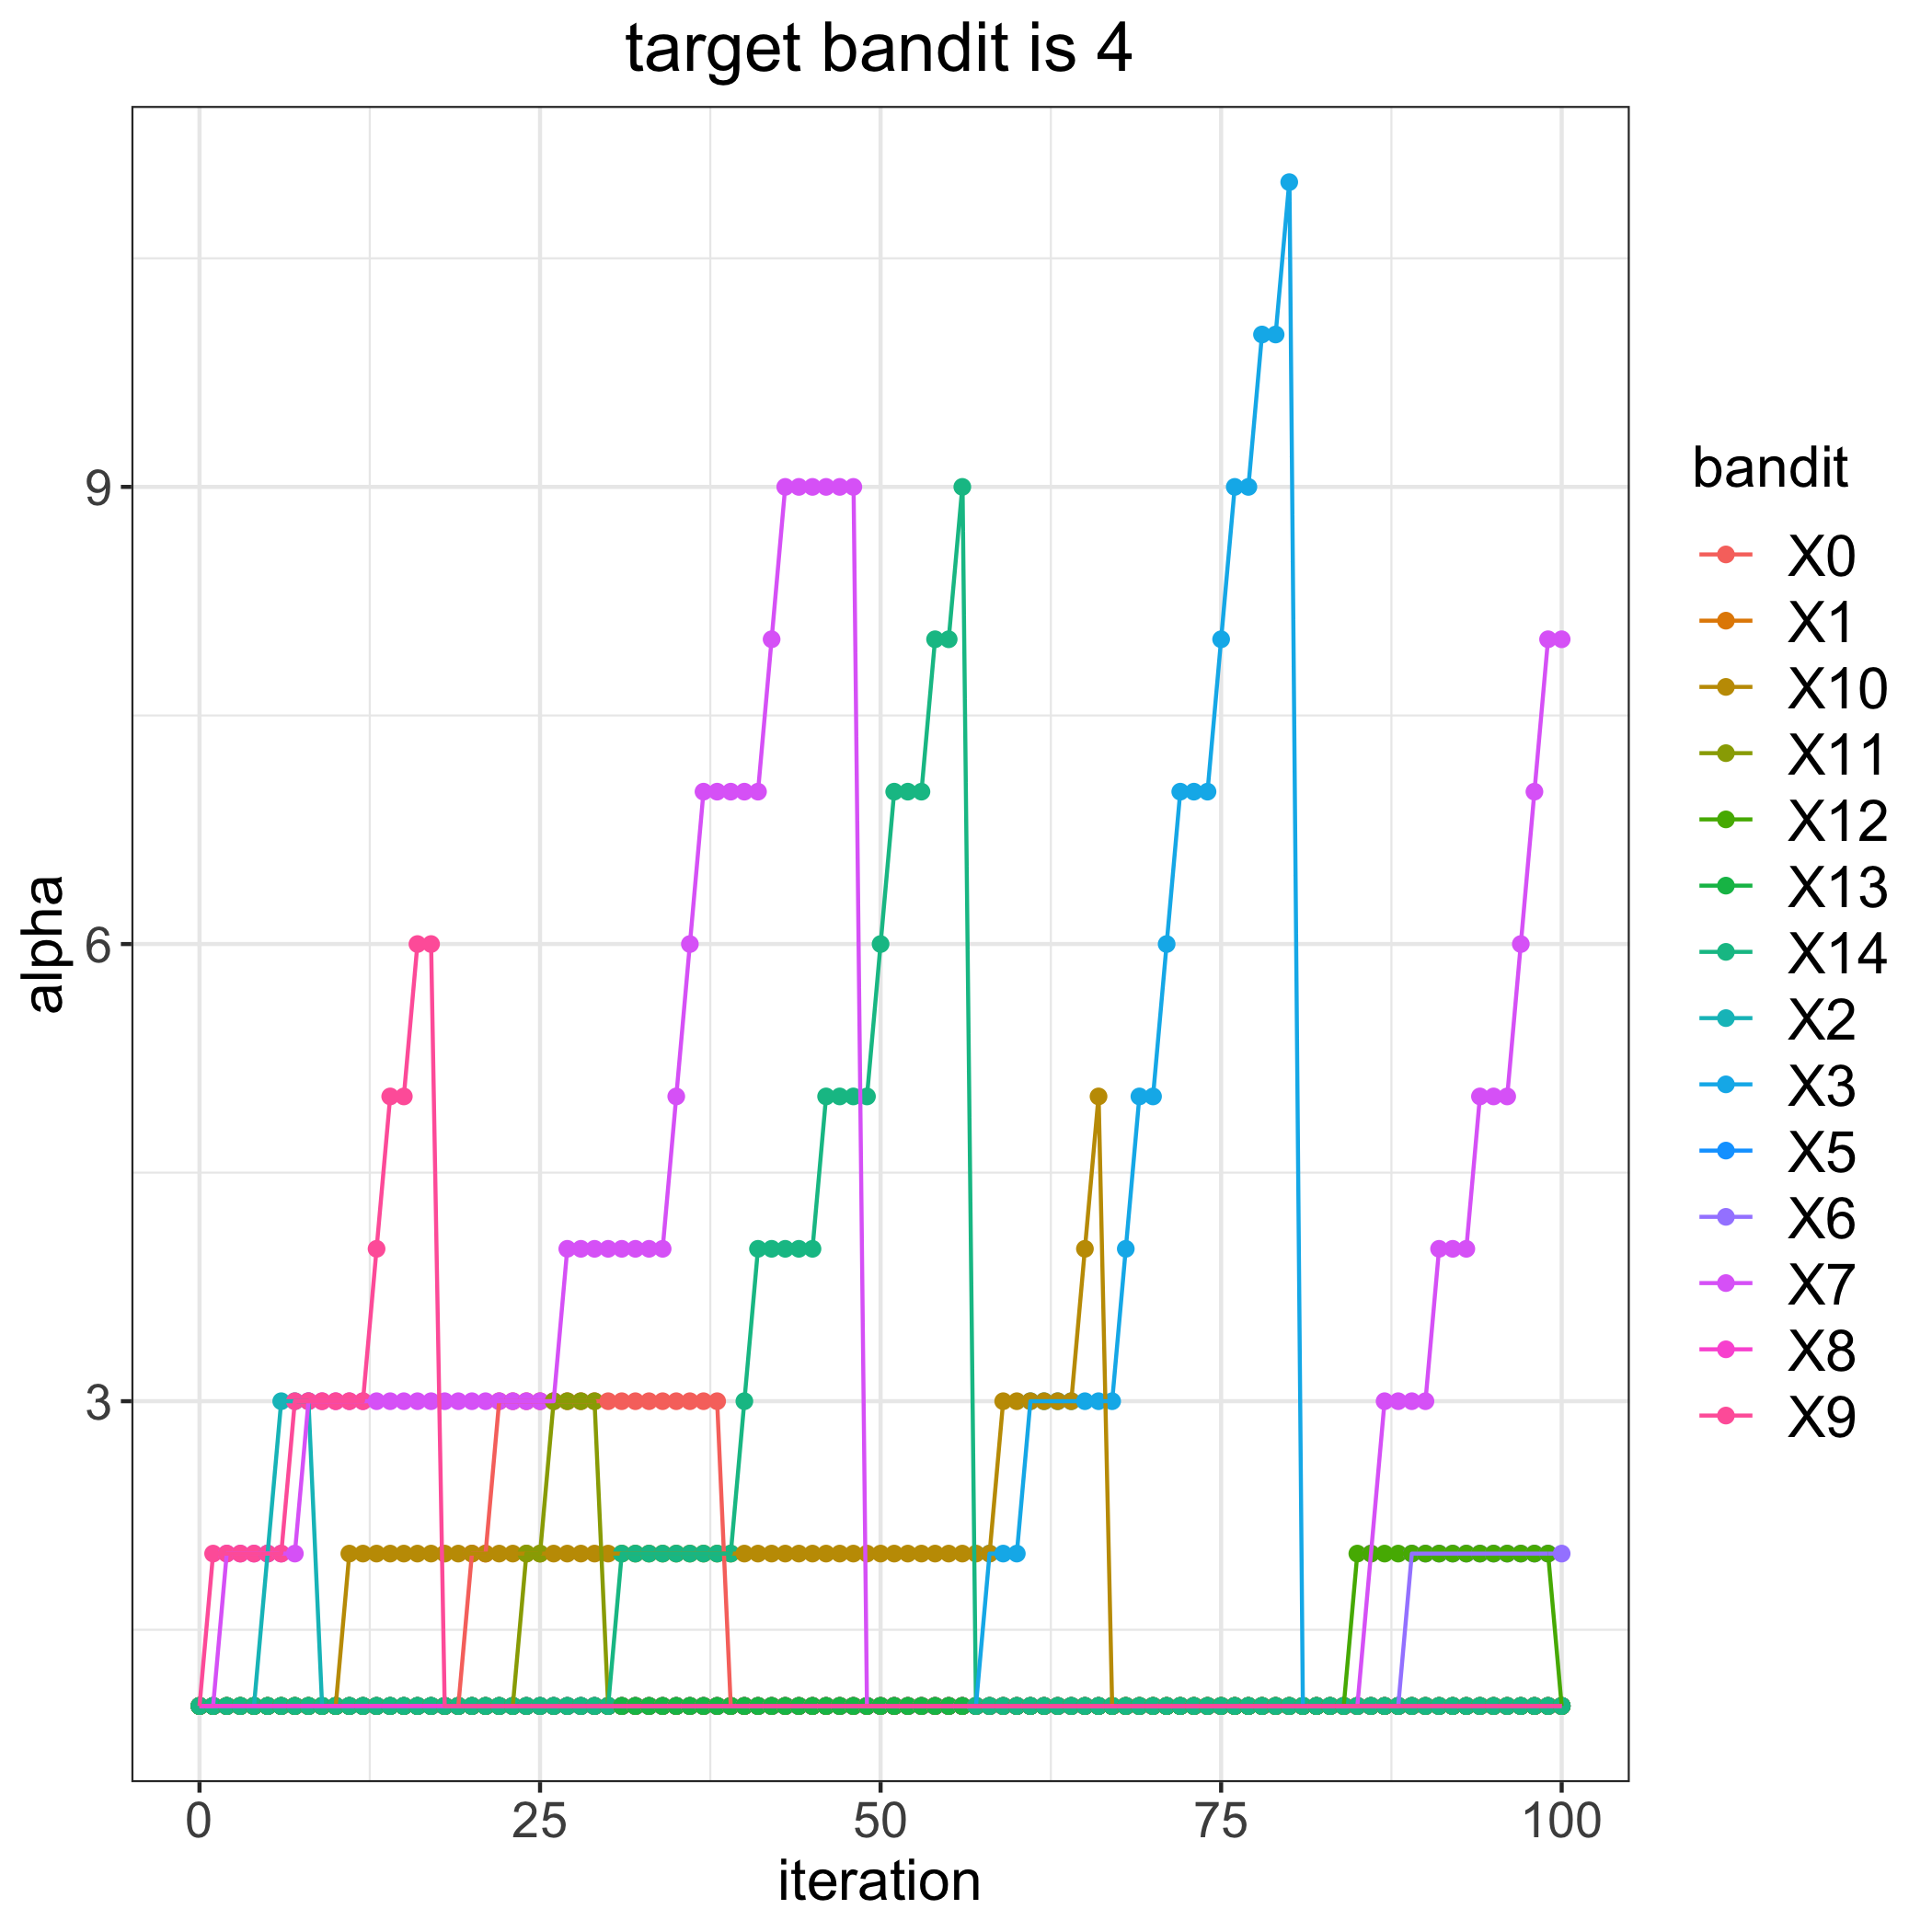 target bandit is 4
alpha
9
6
3
0
25
50
75
100
iteration
bandit
X0
X1
X10
X11
X12
X13
X14
X2
X3
X5
X6
X7
X8
X9